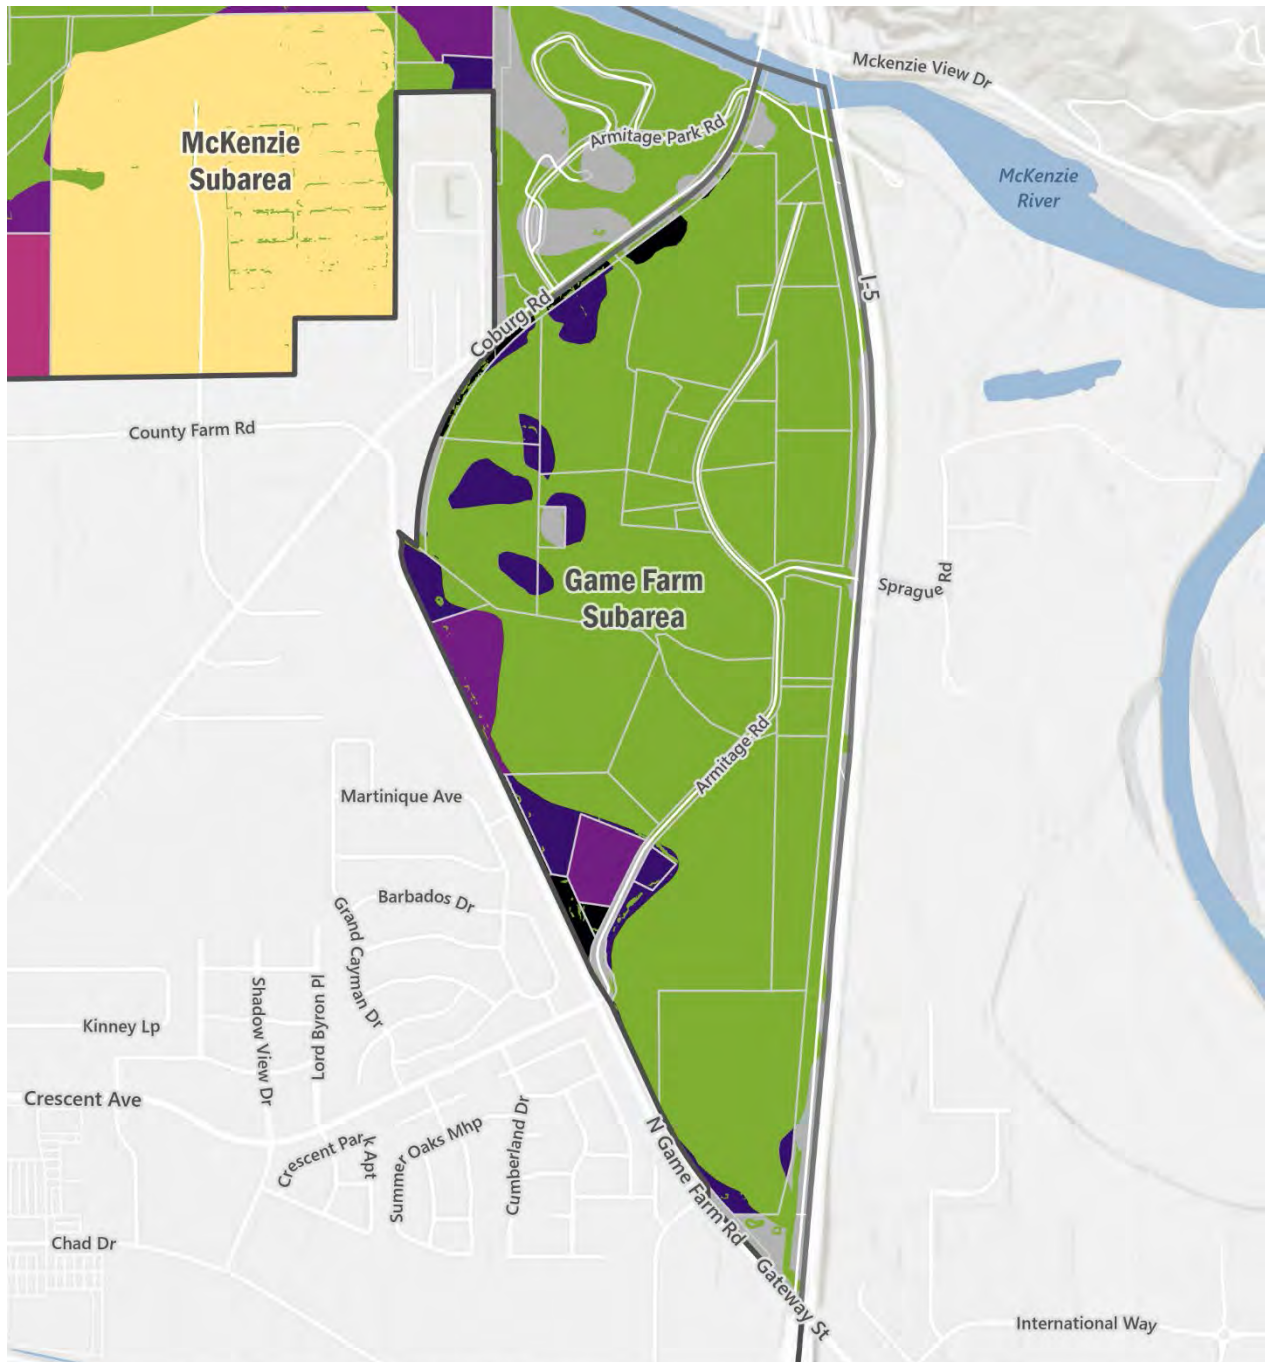 Mckenzie View Dr
Armitage Park Rd
McKenzie
Subarea
McKenzie
River
I-5
Coburg Rd
County Farm Rd
Game Farm
Subarea
Sprague Rd
Armitage Rd
Martinique Ave
Barbados Dr
Grand Cayman Dr
Shadow View Dr
Lord Byron Pl
Kinney Lp
Crescent Ave
Crescent Park Apt
Summer Oaks Mhp
Cumberland Dr
N Game Farm Rd
Chad Dr
Gateway St
International Way